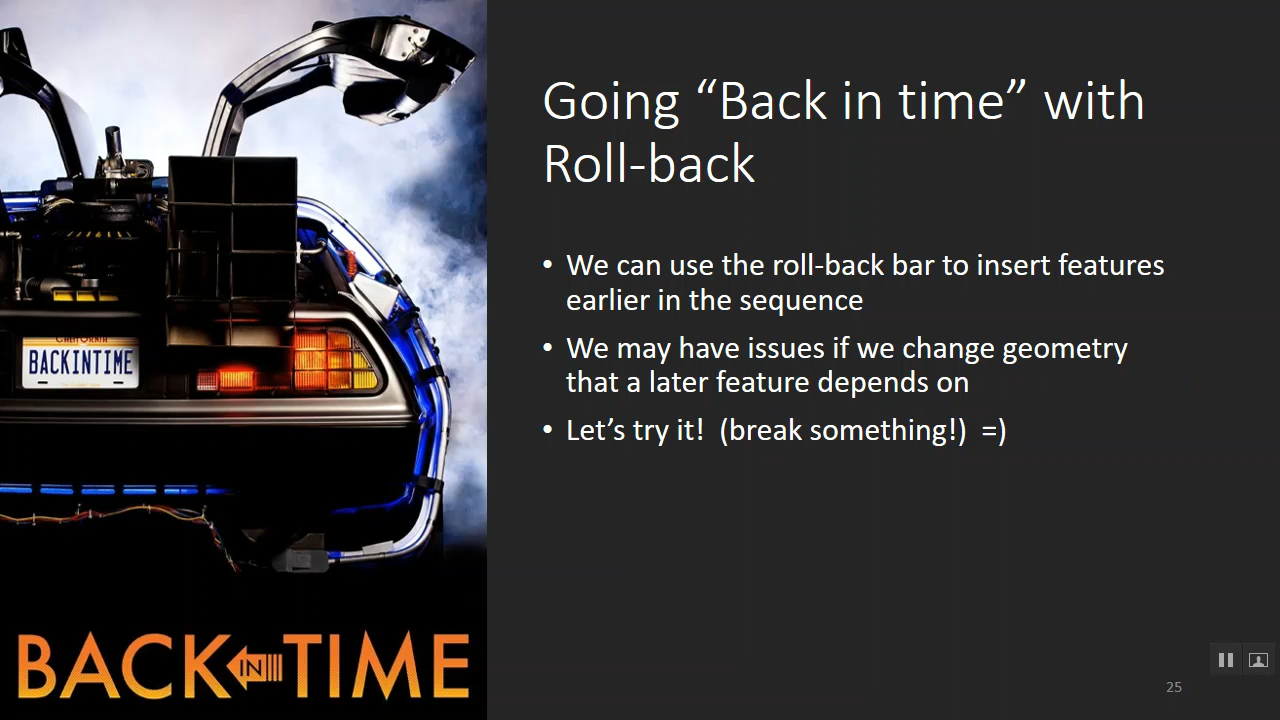 Going “Back in time” with
Roll-back
• We can use the roll-back bar to insert features
earlier in the sequence
• We may have issues if we change geometry
that a later feature depends on
• Let’s try it!  (break something!)  =)
CALIFORNIA
BACKINTIME
BACK IN TIME
25